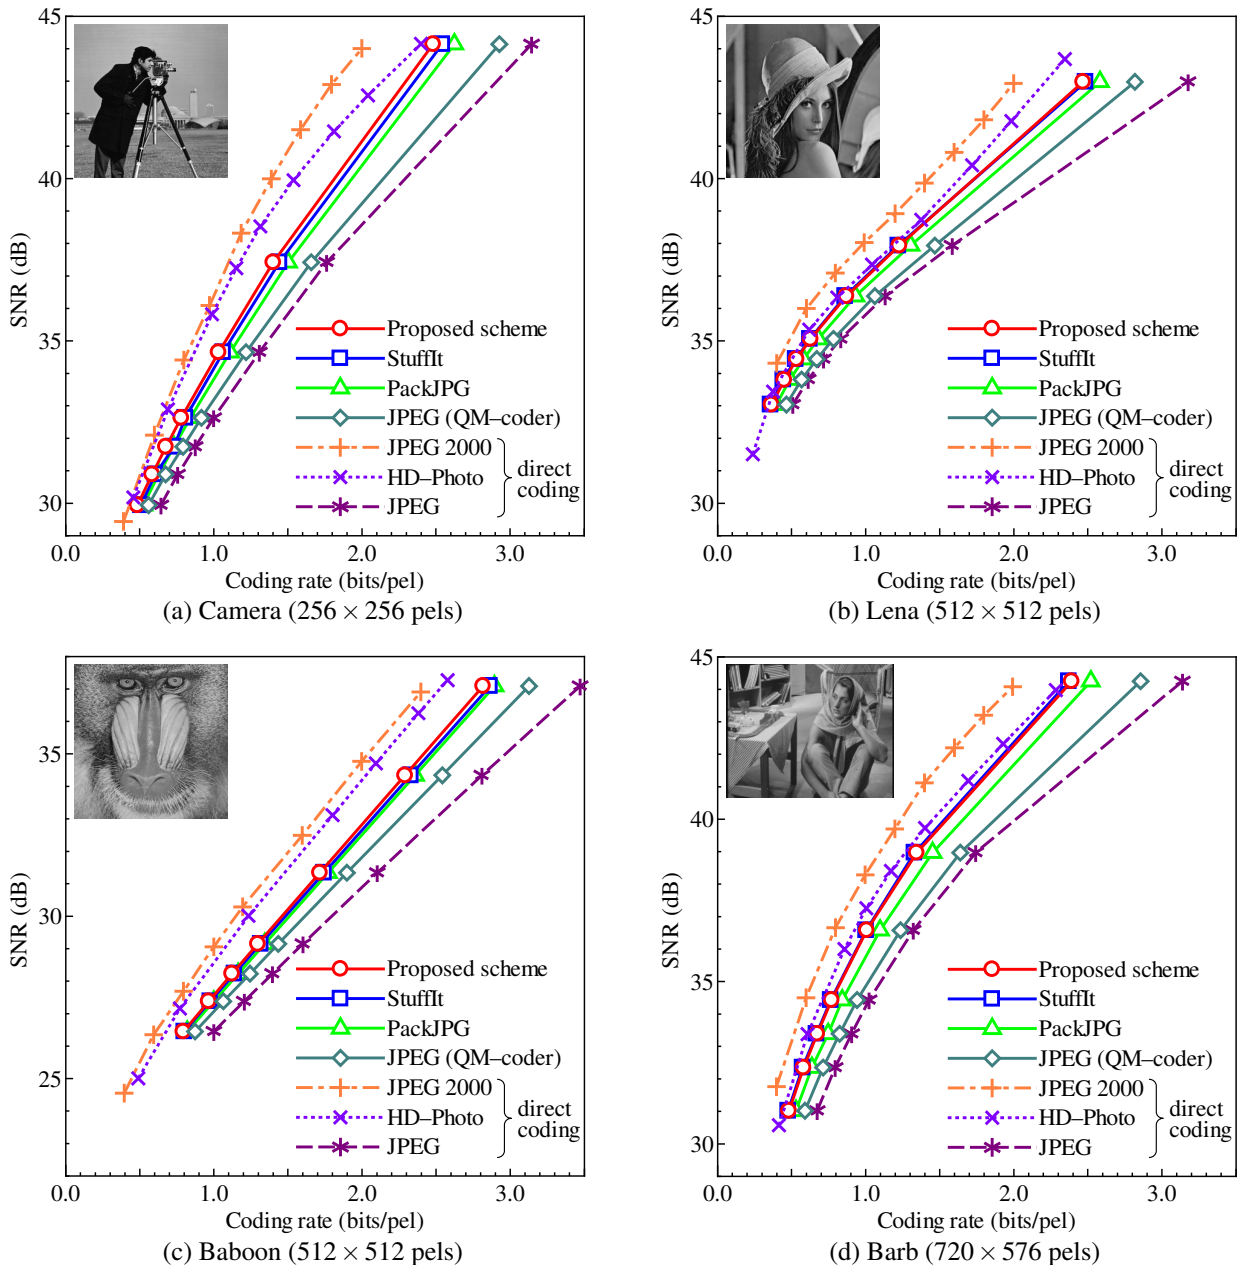 45
40
35
30
SNR (dB)
Proposed scheme
StuffIt
PackJPG
JPEG (QM–coder)
JPEG 2000
HD–Photo
JPEG
direct
coding
0.0
1.0
2.0
3.0
Coding rate (bits/pel)
(a) Camera (256 × 256 pels)
45
40
35
30
SNR (dB)
Proposed scheme
StuffIt
PackJPG
JPEG (QM–coder)
JPEG 2000
HD–Photo
JPEG
direct
coding
0.0
1.0
2.0
3.0
Coding rate (bits/pel)
(b) Lena (512 × 512 pels)
35
30
25
SNR (dB)
Proposed scheme
StuffIt
PackJPG
JPEG (QM–coder)
JPEG 2000
HD–Photo
JPEG
direct
coding
0.0
1.0
2.0
3.0
Coding rate (bits/pel)
(c) Baboon (512 × 512 pels)
45
40
35
30
SNR (dB)
Proposed scheme
StuffIt
PackJPG
JPEG (QM–coder)
JPEG 2000
HD–Photo
JPEG
direct
coding
0.0
1.0
2.0
3.0
Coding rate (bits/pel)
(d) Barb (720 × 576 pels)